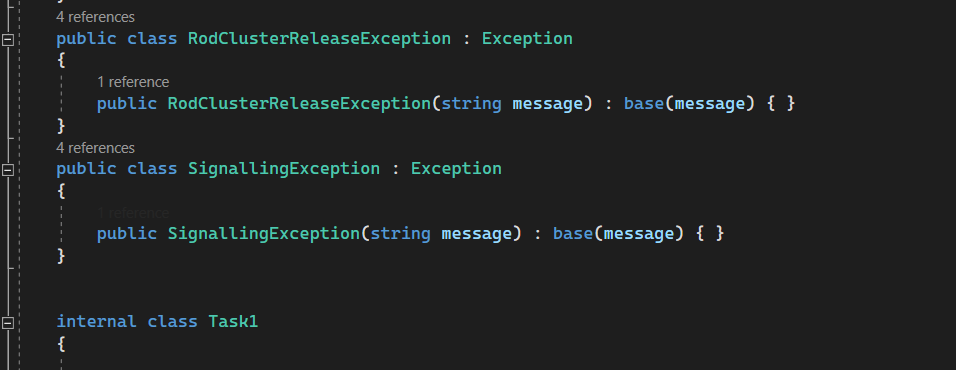 }
4 references
public class RodClusterReleaseException : Exception
{
1 reference
public RodClusterReleaseException(string message) : base(message) { }
}
4 references
public class SignallingException : Exception
{
1 reference
public SignallingException(string message) : base(message) { }
}
internal class Task1
{